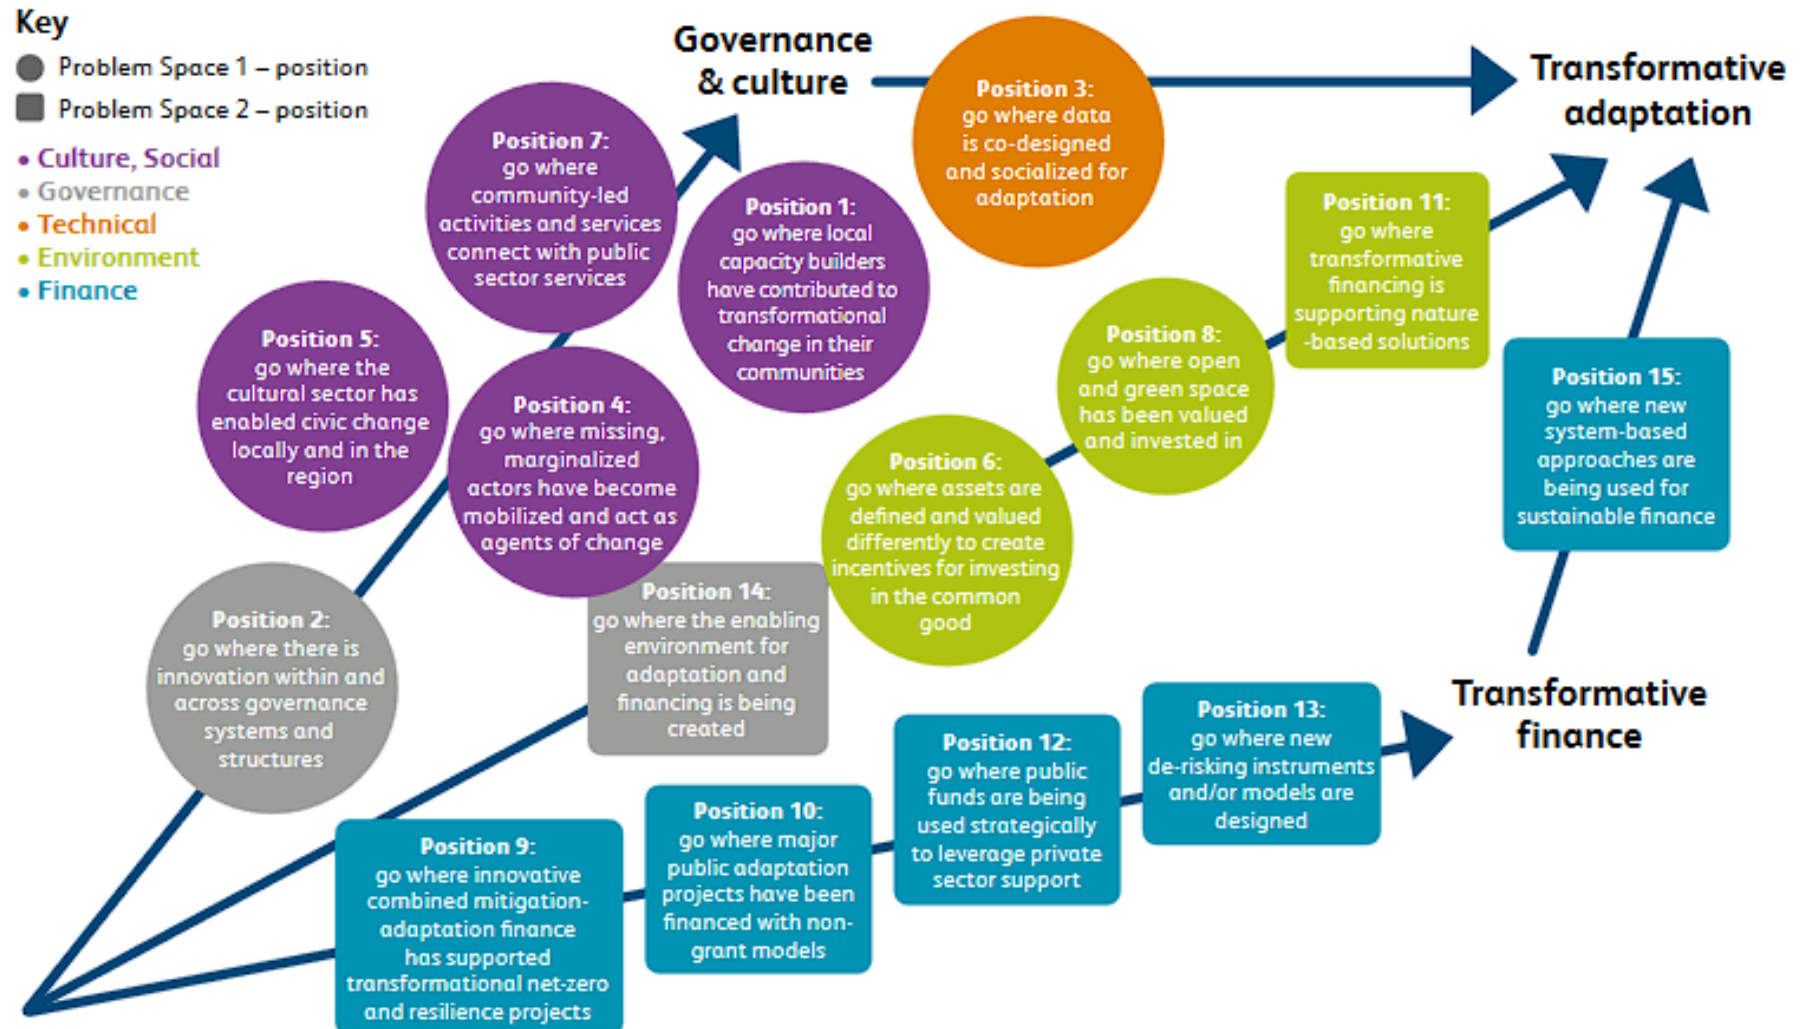 Key
Problem Space 1 – position
Problem Space 2 – position
• Culture, Social
• Governance
• Technical
• Environment
• Finance
Governance
& culture
Transformative
adaptation
Transformative
finance
Position 7:
go where
community-led
activities and services
connect with public
sector services
Position 1:
go where local
capacity builders
have contributed to
transformational
change in their
communities
Position 3:
go where data
is co-designed
and socialized for
adaptation
Position 5:
go where the
cultural sector has
enabled civic change
locally and in the
region
Position 4:
go where missing,
marginalized
actors have become
mobilized and act as
agents of change
Position 2:
go where there is
innovation within and
across governance
systems and
structures
Position 14:
go where the enabling
environment for
adaptation and
financing is being
created
Position 6:
go where assets are
defined and valued
differently to create
incentives for investing
in the common
good
Position 8:
go where open
and green space
has been valued
and invested in
Position 11:
go where
transformative
financing is
supporting nature
-based solutions
Position 15:
go where new
system-based
approaches are
being used for
sustainable finance
Position 9:
go where innovative
combined mitigation-
adaptation finance
has supported
transformational net-zero
and resilience projects
Position 10:
go where major
public adaptation
projects have been
financed with non-
grant models
Position 12:
go where public
funds are being
used strategically
to leverage private
sector support
Position 13:
go where new
de-risking instruments
and/or models are
designed